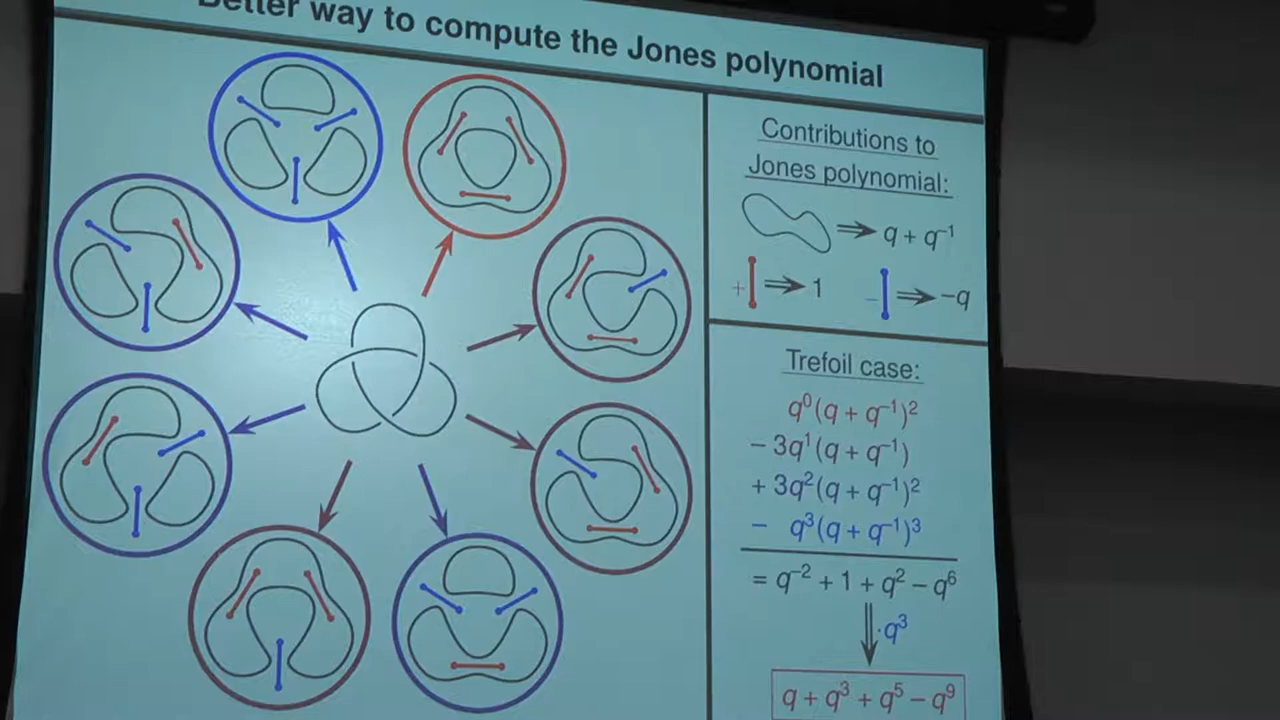 Better way to compute the Jones polynomial
Contributions to
Jones polynomial:
⇒ q + q⁻¹
+ ⇒ 1
- ⇒ -q
Trefoil case:
q⁰(q + q⁻¹)²
− 3q¹(q + q⁻¹)
+ 3q²(q + q⁻¹)²
− q³(q + q⁻¹)³
= q⁻² + 1 + q² − q⁶
·q³
q + q³ + q⁵ − q⁹